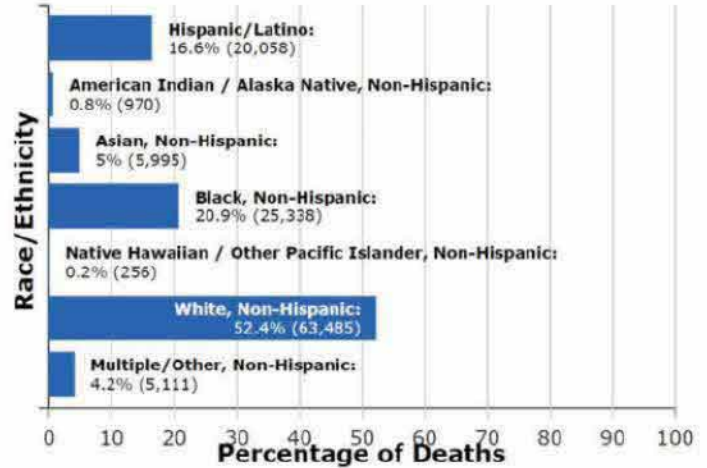 Race/Ethnicity
Hispanic/Latino:
16.6% (20,058)
American Indian / Alaska Native, Non-Hispanic:
0.8% (970)
Asian, Non-Hispanic:
5% (5,995)
Black, Non-Hispanic:
20.9% (25,338)
Native Hawaiian / Other Pacific Islander, Non-Hispanic:
0.2% (256)
White, Non-Hispanic:
52.4% (63,485)
Multiple/Other, Non-Hispanic:
4.2% (5,111)
0 10 20 30 40 50 60 70 80 90 100
Percentage of Deaths